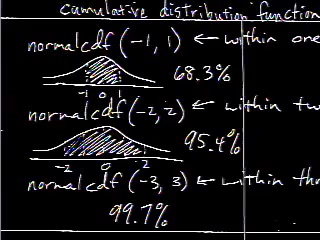 cumulative distribution function
normalcdf (-1, 1) ← within one
68.3%
-1 0 1
normalcdf (-2, 2) ← within tw
95.4%
-2 0 2
normalcdf (-3, 3) ← within thr
99.7%